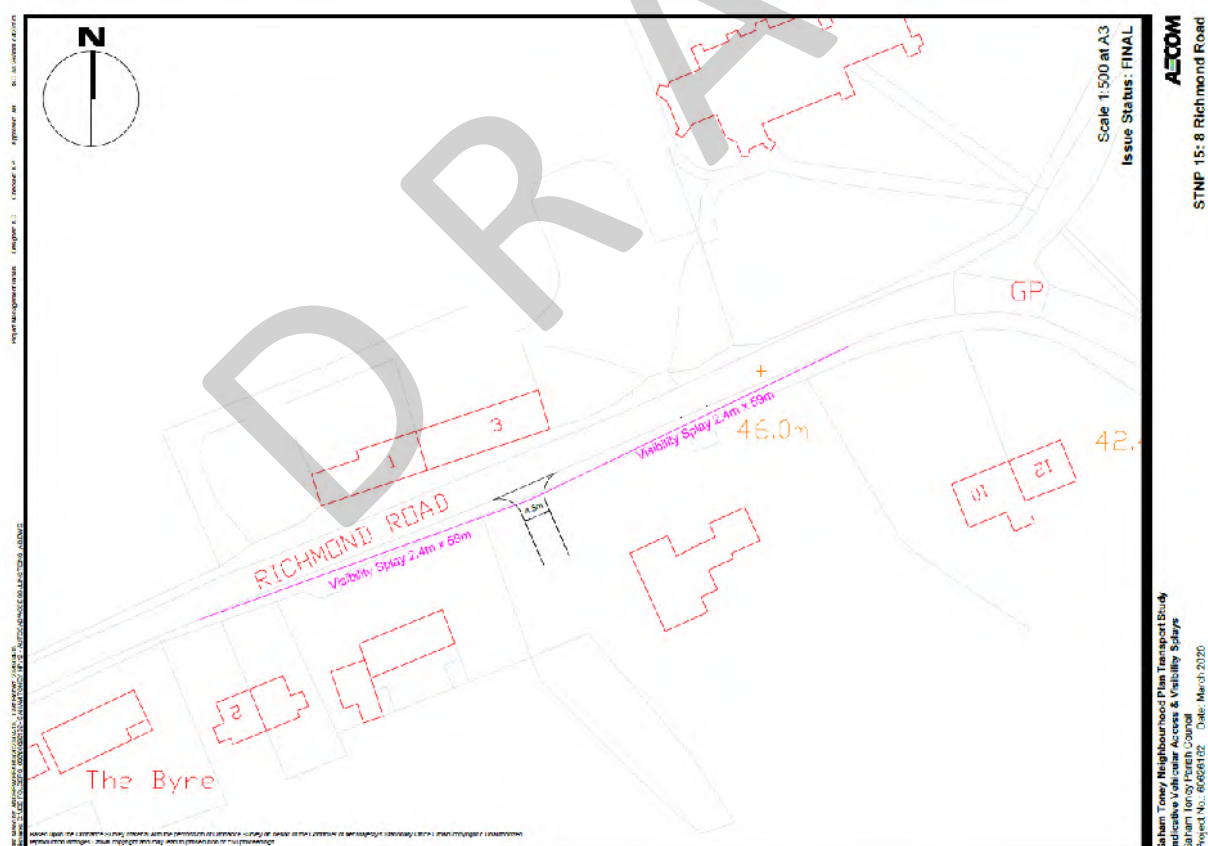 N
DRA
Scale 1:500 at A3
Issue Status: FINAL
AECOM
STNP 15: 8 Richmond Road
GP
3
1
Visibility Splay 2.4m x 59m
46.0m
42.
12
10
4.5m
RICHMOND ROAD
Visibility Splay 2.4m x 59m
2
The Byre
Saham Toney Neighbourhood Plan Transport Study
Indicative Vehicular Access & Visibility Splays
Saham Toney Parish Council
Project No.: 60626162 Date: March 2020